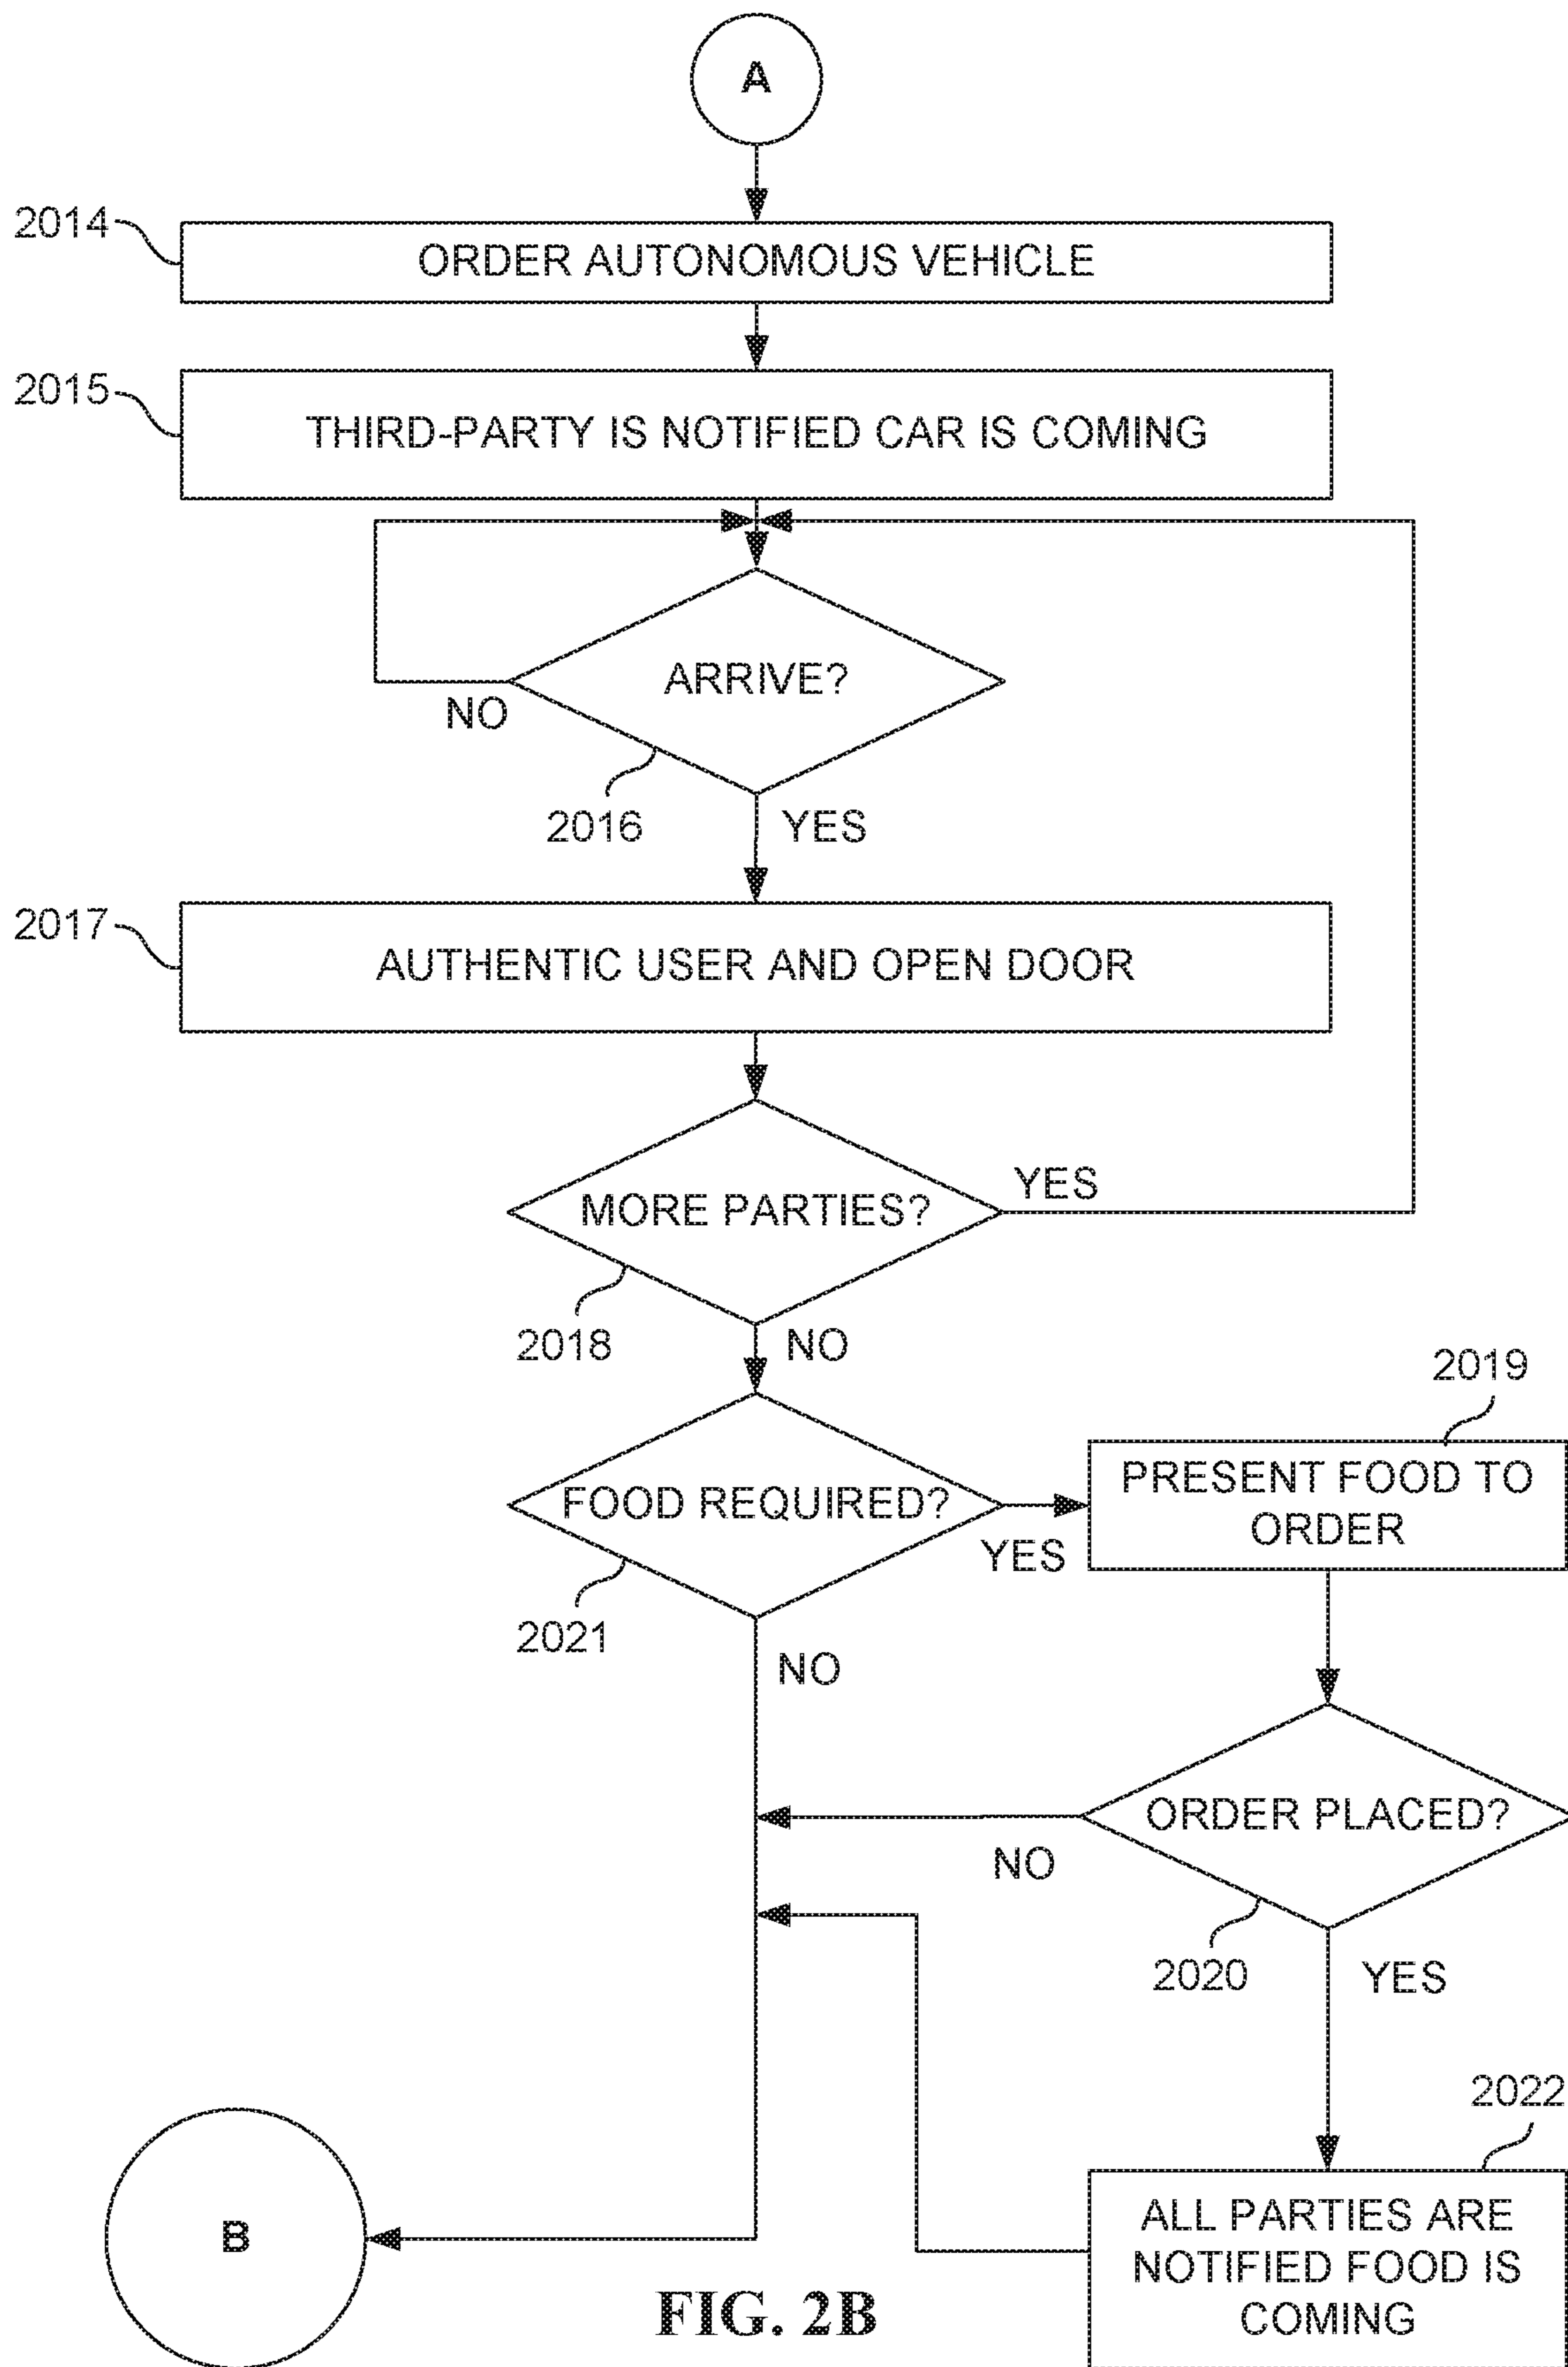 A
2014
ORDER AUTONOMOUS VEHICLE
2015
THIRD-PARTY IS NOTIFIED CAR IS COMING
ARRIVE?
NO
2016
YES
2017
AUTHENTIC USER AND OPEN DOOR
MORE PARTIES?
YES
2018
NO
FOOD REQUIRED?
YES
2021
NO
2019
PRESENT FOOD TO
ORDER
ORDER PLACED?
NO
2020
YES
2022
ALL PARTIES ARE
NOTIFIED FOOD IS
COMING
B
FIG. 2B